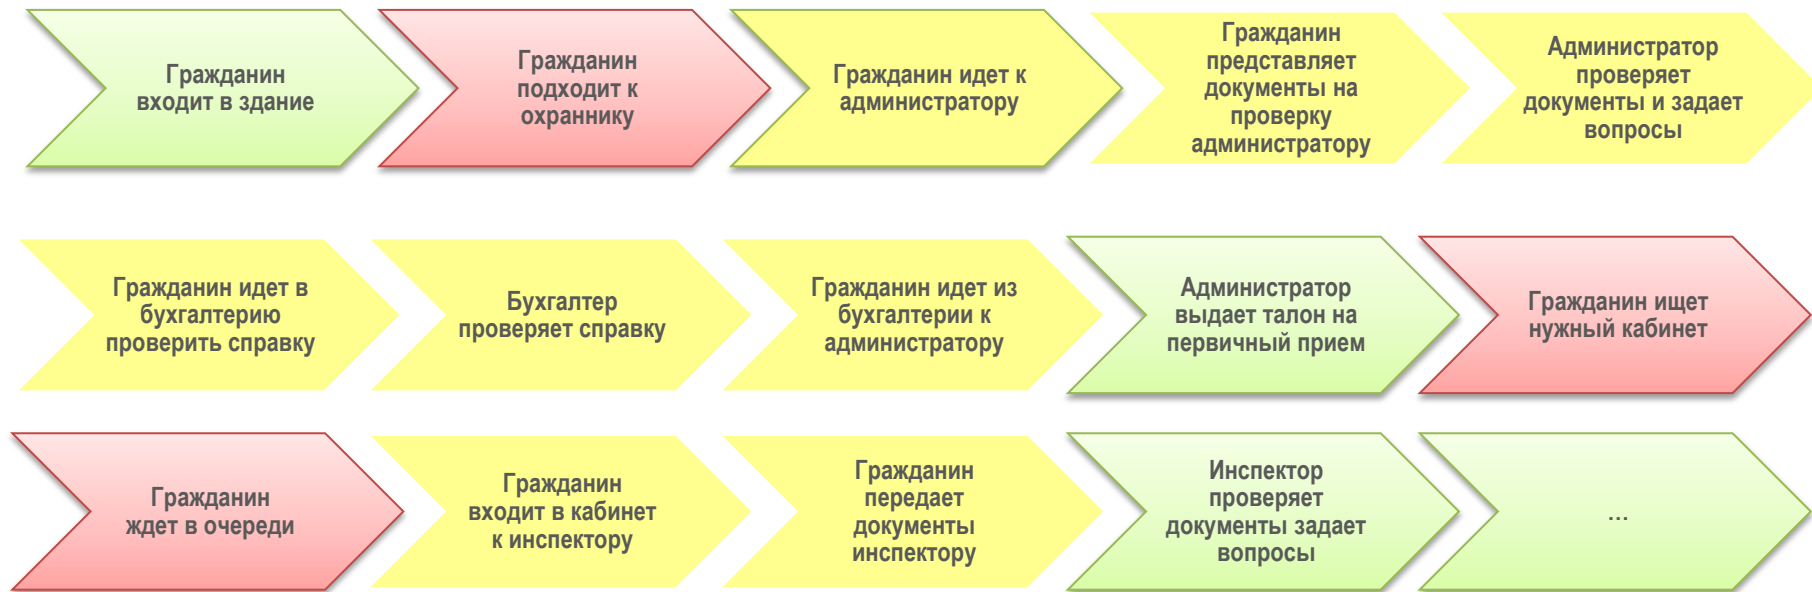 Гражданин
входит в здание
Гражданин
подходит к
охраннику
Гражданин идет к
администратору
Гражданин
представляет
документы на
проверку
администратору
Администратор
проверяет
документы и задает
вопросы
Гражданин идет в
бухгалтерию
проверить справку
Бухгалтер
проверяет справку
Гражданин идет из
бухгалтерии к
администратору
Администратор
выдает талон на
первичный прием
Гражданин ищет
нужный кабинет
Гражданин
ждет в очереди
Гражданин
входит в кабинет
к инспектору
Гражданин
передает
документы
инспектору
Инспектор
проверяет
документы задает
вопросы
...